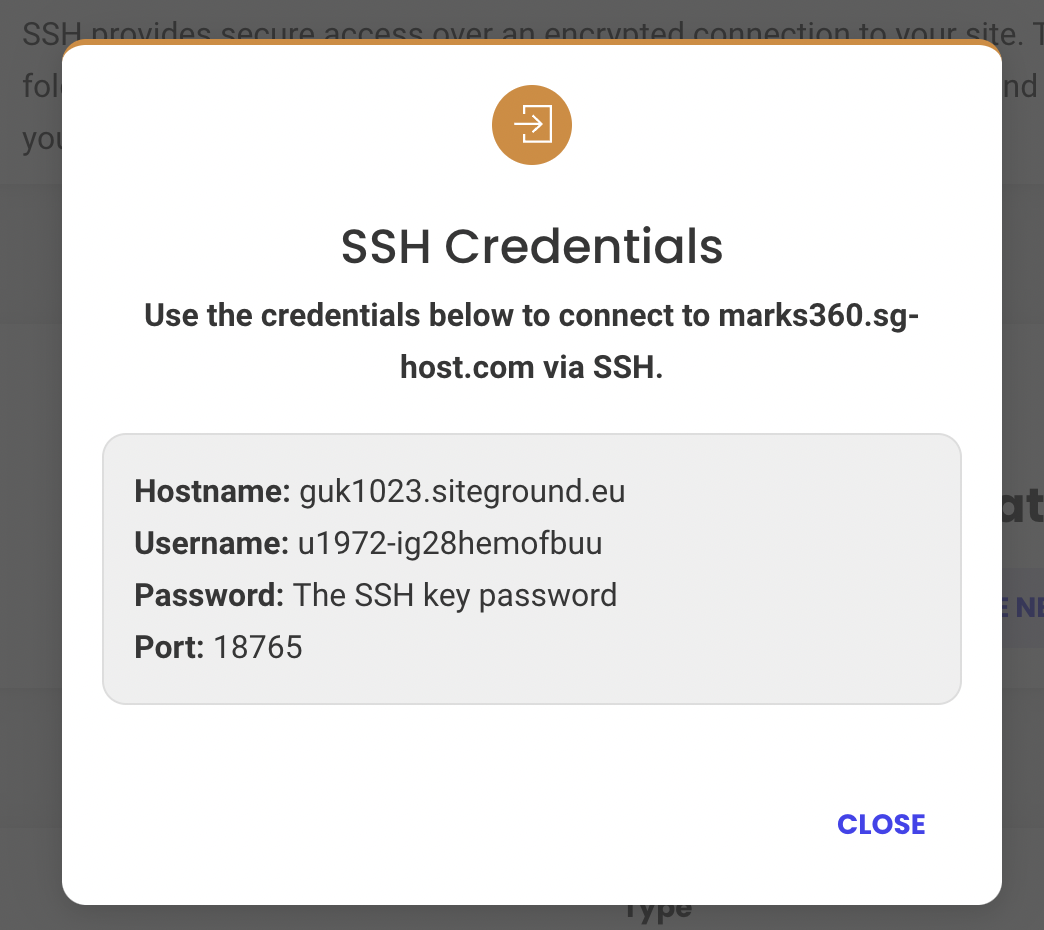 SSH provides secure access over an encrypted connection to your site. T
fol
nd
you
SSH Credentials
Use the credentials below to connect to marks360.sg-
host.com via SSH.
Hostname: guk1023.siteground.eu
Username: u1972-ig28hemofbuu
Password: The SSH key password
Port: 18765
at
E NE
CLOSE
Type